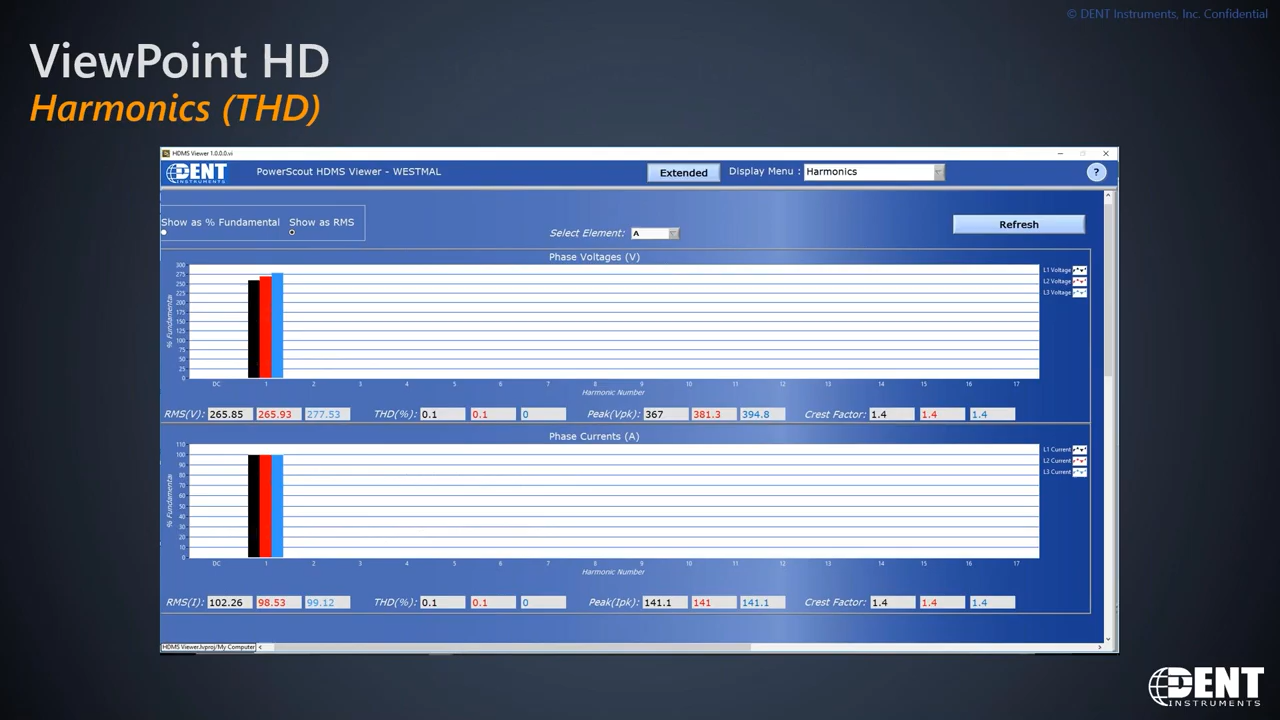 © DENT Instruments, Inc. Confidential
ViewPoint HD
Harmonics (THD)
HDMS Viewer 1.0.0.0.vi
DENT INSTRUMENTS
PowerScout HDMS Viewer - WESTMAL
Extended
Display Menu : Harmonics
?
Show as % Fundamental Show as RMS
Select Element: A
Refresh
Phase Voltages (V)
300
275
250
225
200
175
150
125
100
75
50
25
0
% Fundamental
L1 Voltage
L2 Voltage
L3 Voltage
DC 1 2 3 4 5 6 7 8 9 10 11 12 13 14 15 16 17
Harmonic Number
RMS(V): 265.85 265.93 277.53 THD(%): 0.1 0.1 0 Peak(Vpk): 367 381.3 394.8 Crest Factor: 1.4 1.4 1.4
Phase Currents (A)
110
100
90
80
70
60
50
40
30
20
10
0
% Fundamental
L1 Current
L2 Current
L3 Current
DC 1 2 3 4 5 6 7 8 9 10 11 12 13 14 15 16 17
Harmonic Number
RMS(I): 102.26 98.53 99.12 THD(%): 0.1 0.1 0 Peak(Ipk): 141.1 141 141.1 Crest Factor: 1.4 1.4 1.4
HDMS Viewer.lvproj/My Computer
DENT
INSTRUMENTS